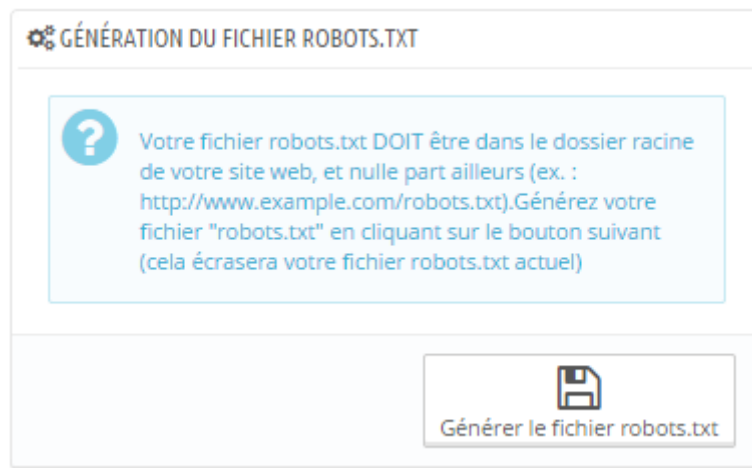 GÉNÉRATION DU FICHIER ROBOTS.TXT
Votre fichier robots.txt DOIT être dans le dossier racine
de votre site web, et nulle part ailleurs (ex. :
http://www.example.com/robots.txt).Générez votre
fichier "robots.txt" en cliquant sur le bouton suivant
(cela écrasera votre fichier robots.txt actuel)
Générer le fichier robots.txt